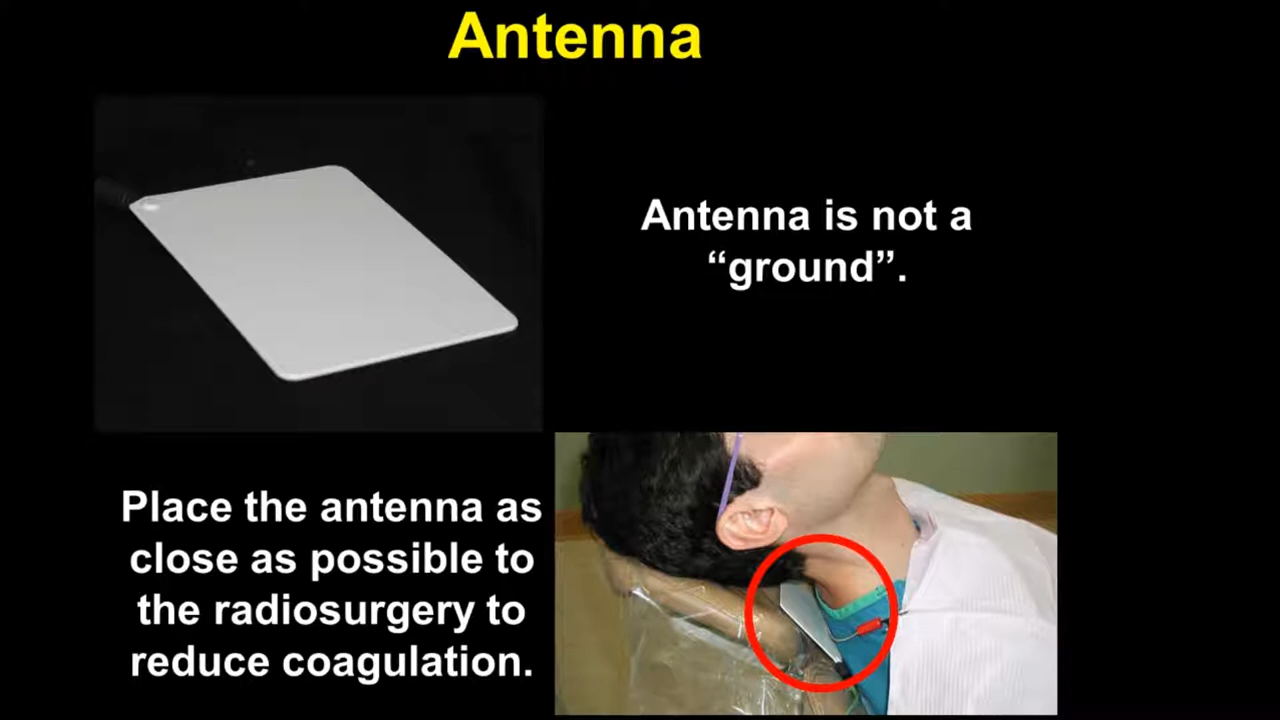 Antenna
Antenna is not a
“ground”.
Place the antenna as
close as possible to
the radiosurgery to
reduce coagulation.